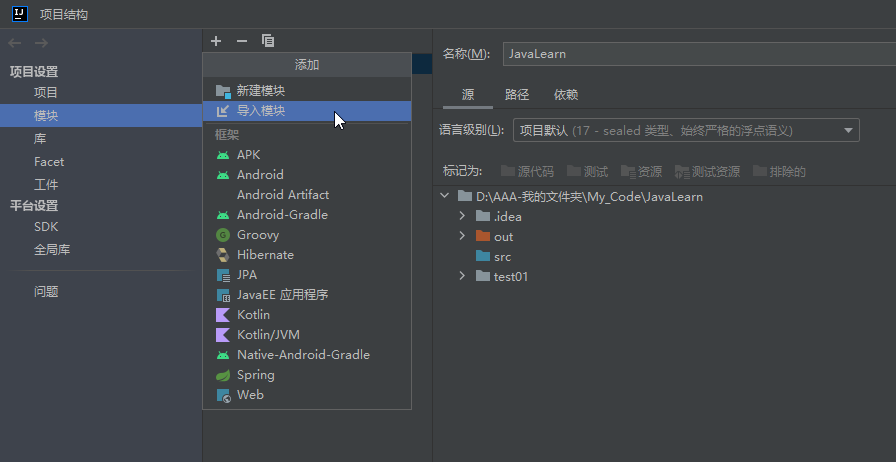 项目结构
项目设置
项目
模块
库
Facet
工件
平台设置
SDK
全局库
问题
添加
新建模块
导入模块
框架
APK
Android
Android Artifact
Android-Gradle
Groovy
Hibernate
JPA
JavaEE 应用程序
Kotlin
Kotlin/JVM
Native-Android-Gradle
Spring
Web
名称(M): JavaLearn
源 路径 依赖
语言级别(L): 项目默认 (17 - sealed 类型、始终严格的浮点语义)
标记为: 源代码 测试 资源 测试资源 排除的
D:\AAA-我的文件夹\My_Code\JavaLearn
.idea
out
src
test01